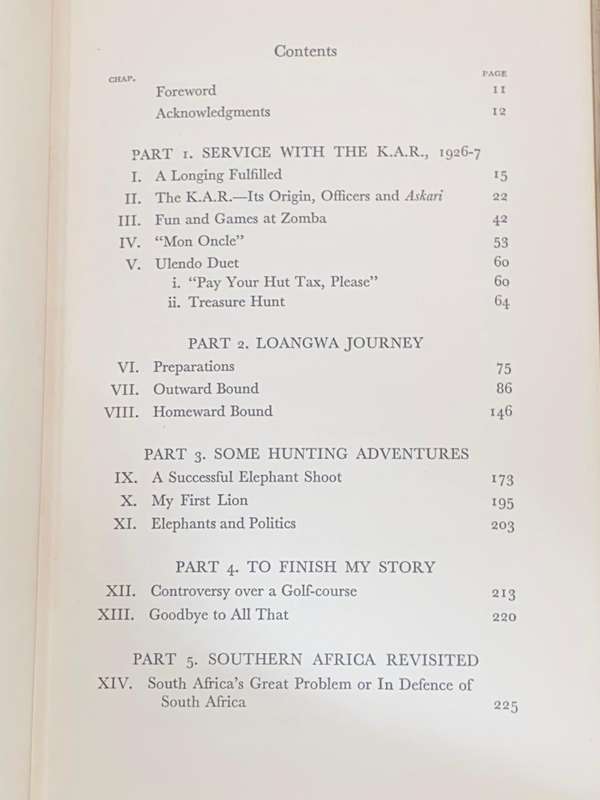 Contents
CHAP. PAGE
Foreword 11
Acknowledgments 12
PART 1. SERVICE WITH THE K.A.R., 1926-7
I. A Longing Fulfilled 15
II. The K.A.R.—Its Origin, Officers and Askari 22
III. Fun and Games at Zomba 42
IV. “Mon Oncle” 53
V. Ulendo Duet 60
i. “Pay Your Hut Tax, Please” 60
ii. Treasure Hunt 64
PART 2. LOANGWA JOURNEY
VI. Preparations 75
VII. Outward Bound 86
VIII. Homeward Bound 146
PART 3. SOME HUNTING ADVENTURES
IX. A Successful Elephant Shoot 173
X. My First Lion 195
XI. Elephants and Politics 203
PART 4. TO FINISH MY STORY
XII. Controversy over a Golf-course 213
XIII. Goodbye to All That 220
PART 5. SOUTHERN AFRICA REVISITED
XIV. South Africa’s Great Problem or In Defence of
South Africa 225